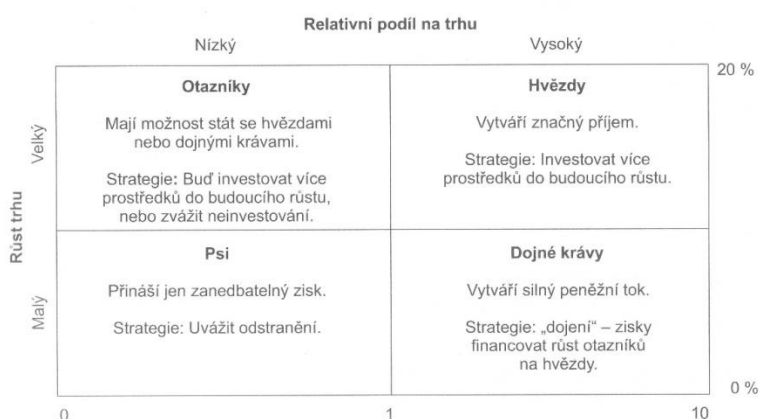 Relativní podíl na trhu
Nízký
Vysoký
20 %
Růst trhu
Velký
Otazníky
Mají možnost stát se hvězdami
nebo dojnými krávami.
Strategie: Buď investovat více
prostředků do budoucího růstu,
nebo zvážit neinvestování.
Hvězdy
Vytváří značný příjem.
Strategie: Investovat více
prostředků do budoucího růstu.
Malý
Psi
Přináší jen zanedbatelný zisk.
Strategie: Uvážit odstranění.
Dojné krávy
Vytváří silný peněžní tok.
Strategie: „dojení“ – zisky
financovat růst otazníků
na hvězdy.
0 %
0
1
10